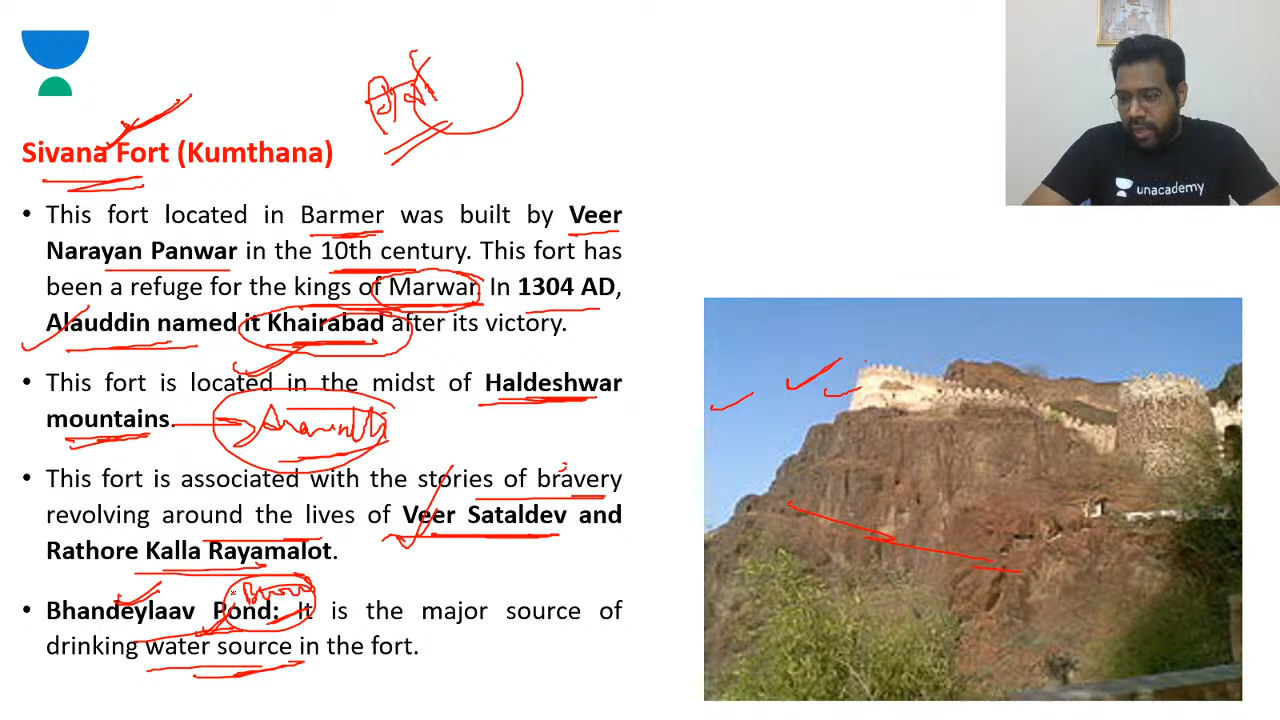 Sivana Fort (Kumthana)
• This fort located in Barmer was built by Veer
Narayan Panwar in the 10th century. This fort has
been a refuge for the kings of Marwar. In 1304 AD,
Alauddin named it Khairabad after its victory.
• This fort is located in the midst of Haldeshwar
mountains.
• This fort is associated with the stories of bravery
revolving around the lives of Veer Sataldev and
Rathore Kalla Rayamalot.
• Bhandeylaav Pond: It is the major source of
drinking water source in the fort.
unacademy